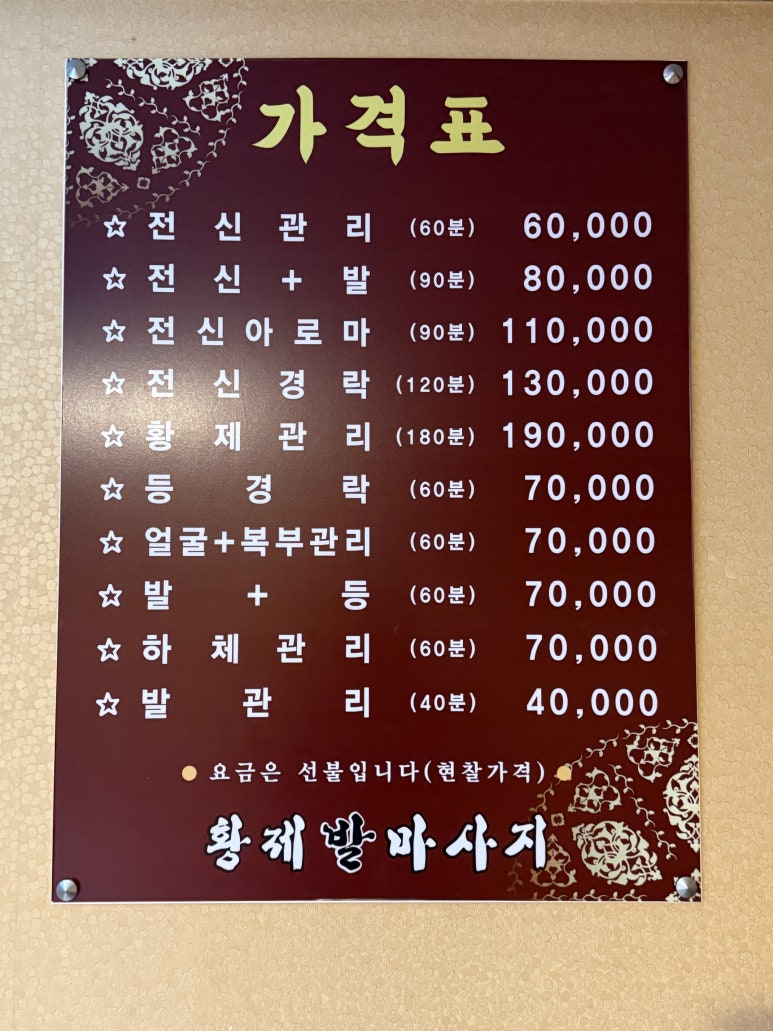 가격표
☆ 전신관리 (60분) 60,000
☆ 전신+발 (90분) 80,000
☆ 전신아로마 (90분) 110,000
☆ 전신경락 (120분) 130,000
☆ 황제관리 (180분) 190,000
☆ 등경락 (60분) 70,000
☆ 얼굴+복부관리 (60분) 70,000
☆ 발+등 (60분) 70,000
☆ 하체관리 (60분) 70,000
☆ 발관리 (40분) 40,000
● 요금은 선불입니다(현찰가격) ●
황제발마사지